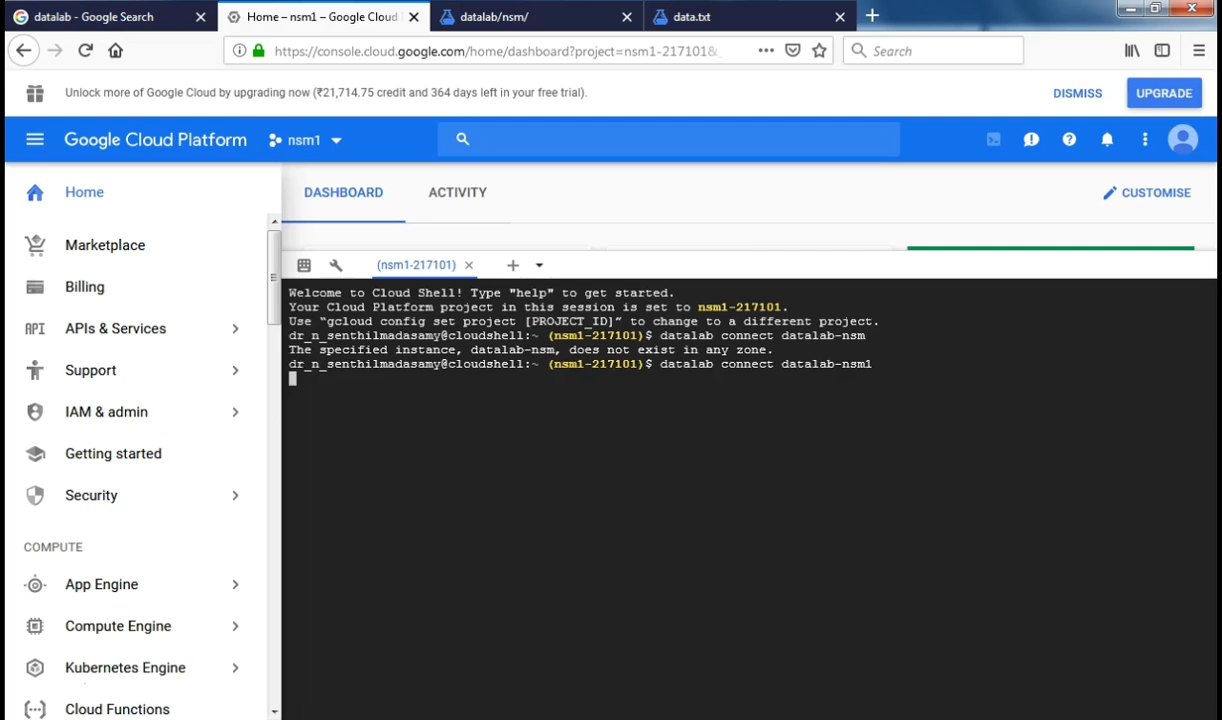 datalab - Google Search
Home – nsm1 – Google Cloud
datalab/nsm/
data.txt
https://console.cloud.google.com/home/dashboard?project=nsm1-217101&
Search
Unlock more of Google Cloud by upgrading now (₹21,714.75 credit and 364 days left in your free trial).
DISMISS
UPGRADE
Google Cloud Platform
nsm1
Home
DASHBOARD
ACTIVITY
CUSTOMISE
Marketplace
Billing
API APIs & Services
Support
IAM & admin
Getting started
Security
COMPUTE
App Engine
Compute Engine
Kubernetes Engine
Cloud Functions
(nsm1-217101)
Welcome to Cloud Shell! Type "help" to get started.
Your Cloud Platform project in this session is set to nsm1-217101.
Use “gcloud config set project [PROJECT_ID]” to change to a different project.
dr_n_senthilmadasamy@cloudshell:~ (nsm1-217101)$ datalab connect datalab-nsm
The specified instance, datalab-nsm, does not exist in any zone.
dr_n_senthilmadasamy@cloudshell:~ (nsm1-217101)$ datalab connect datalab-nsm1